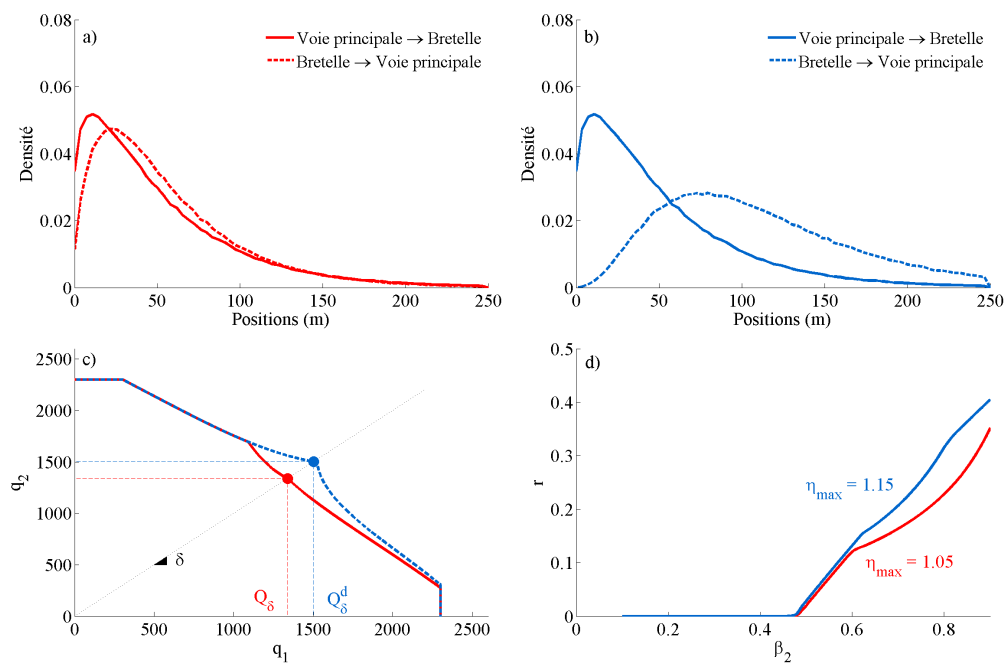 a)
Voie principale → Bretelle
Bretelle → Voie principale
0.08
0.06
0.04
0.02
0
Densité
0 50 100 150 200 250
Positions (m)
b)
Voie principale → Bretelle
Bretelle → Voie principale
0.08
0.06
0.04
0.02
0
Densité
0 50 100 150 200 250
Positions (m)
c)
2500
2000
1500
1000
500
0
q2
δ
Qδ
Qδd
0 500 1000 1500 2000 2500
q1
d)
0.5
0.4
0.3
0.2
0.1
0
r
ηmax = 1.15
ηmax = 1.05
0 0.2 0.4 0.6 0.8
β2